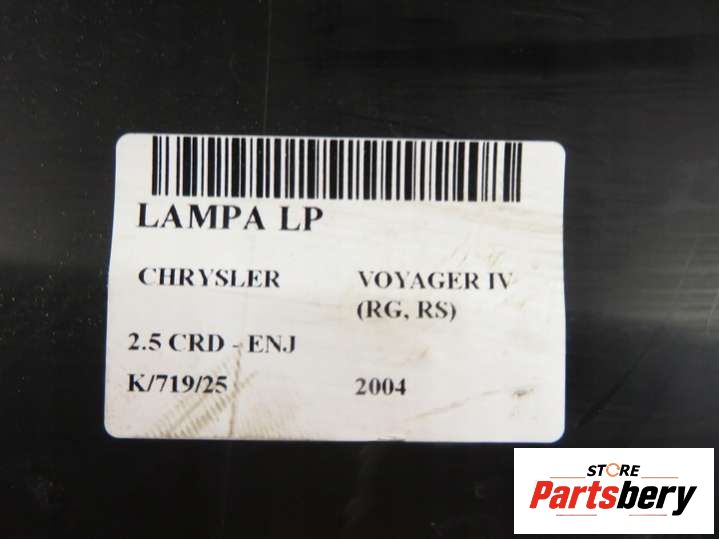 LAMPA LP
CHRYSLER VOYAGER IV
(RG, RS)
2.5 CRD - ENJ
K/719/25 2004
STORE
Partsbery